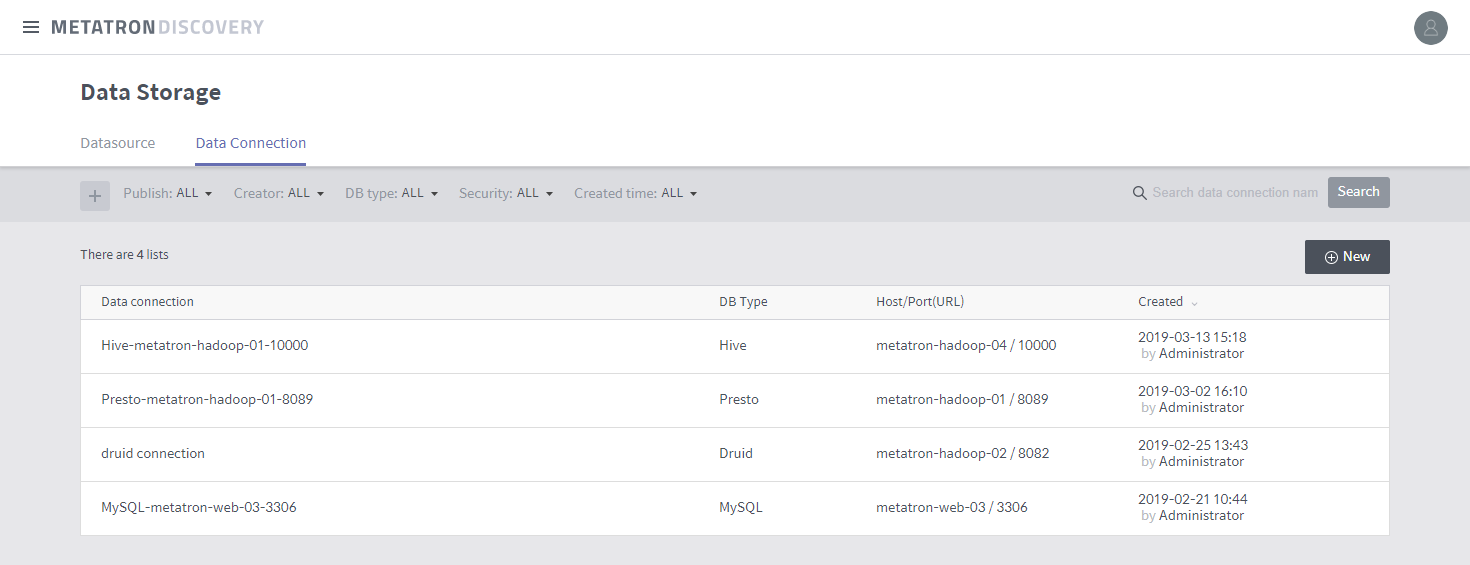 METATRON DISCOVERY
Data Storage
Datasource Data Connection
Publish: ALL Creator: ALL DB type: ALL Security: ALL Created time: ALL Search data connection nam Search
There are 4 lists
New
Data connection DB Type Host/Port(URL) Created
Hive-metatron-hadoop-01-10000 Hive metatron-hadoop-04 / 10000 2019-03-13 15:18
by Administrator
Presto-metatron-hadoop-01-8089 Presto metatron-hadoop-01 / 8089 2019-03-02 16:10
by Administrator
druid connection Druid metatron-hadoop-02 / 8082 2019-02-25 13:43
by Administrator
MySQL-metatron-web-03-3306 MySQL metatron-web-03 / 3306 2019-02-21 10:44
by Administrator